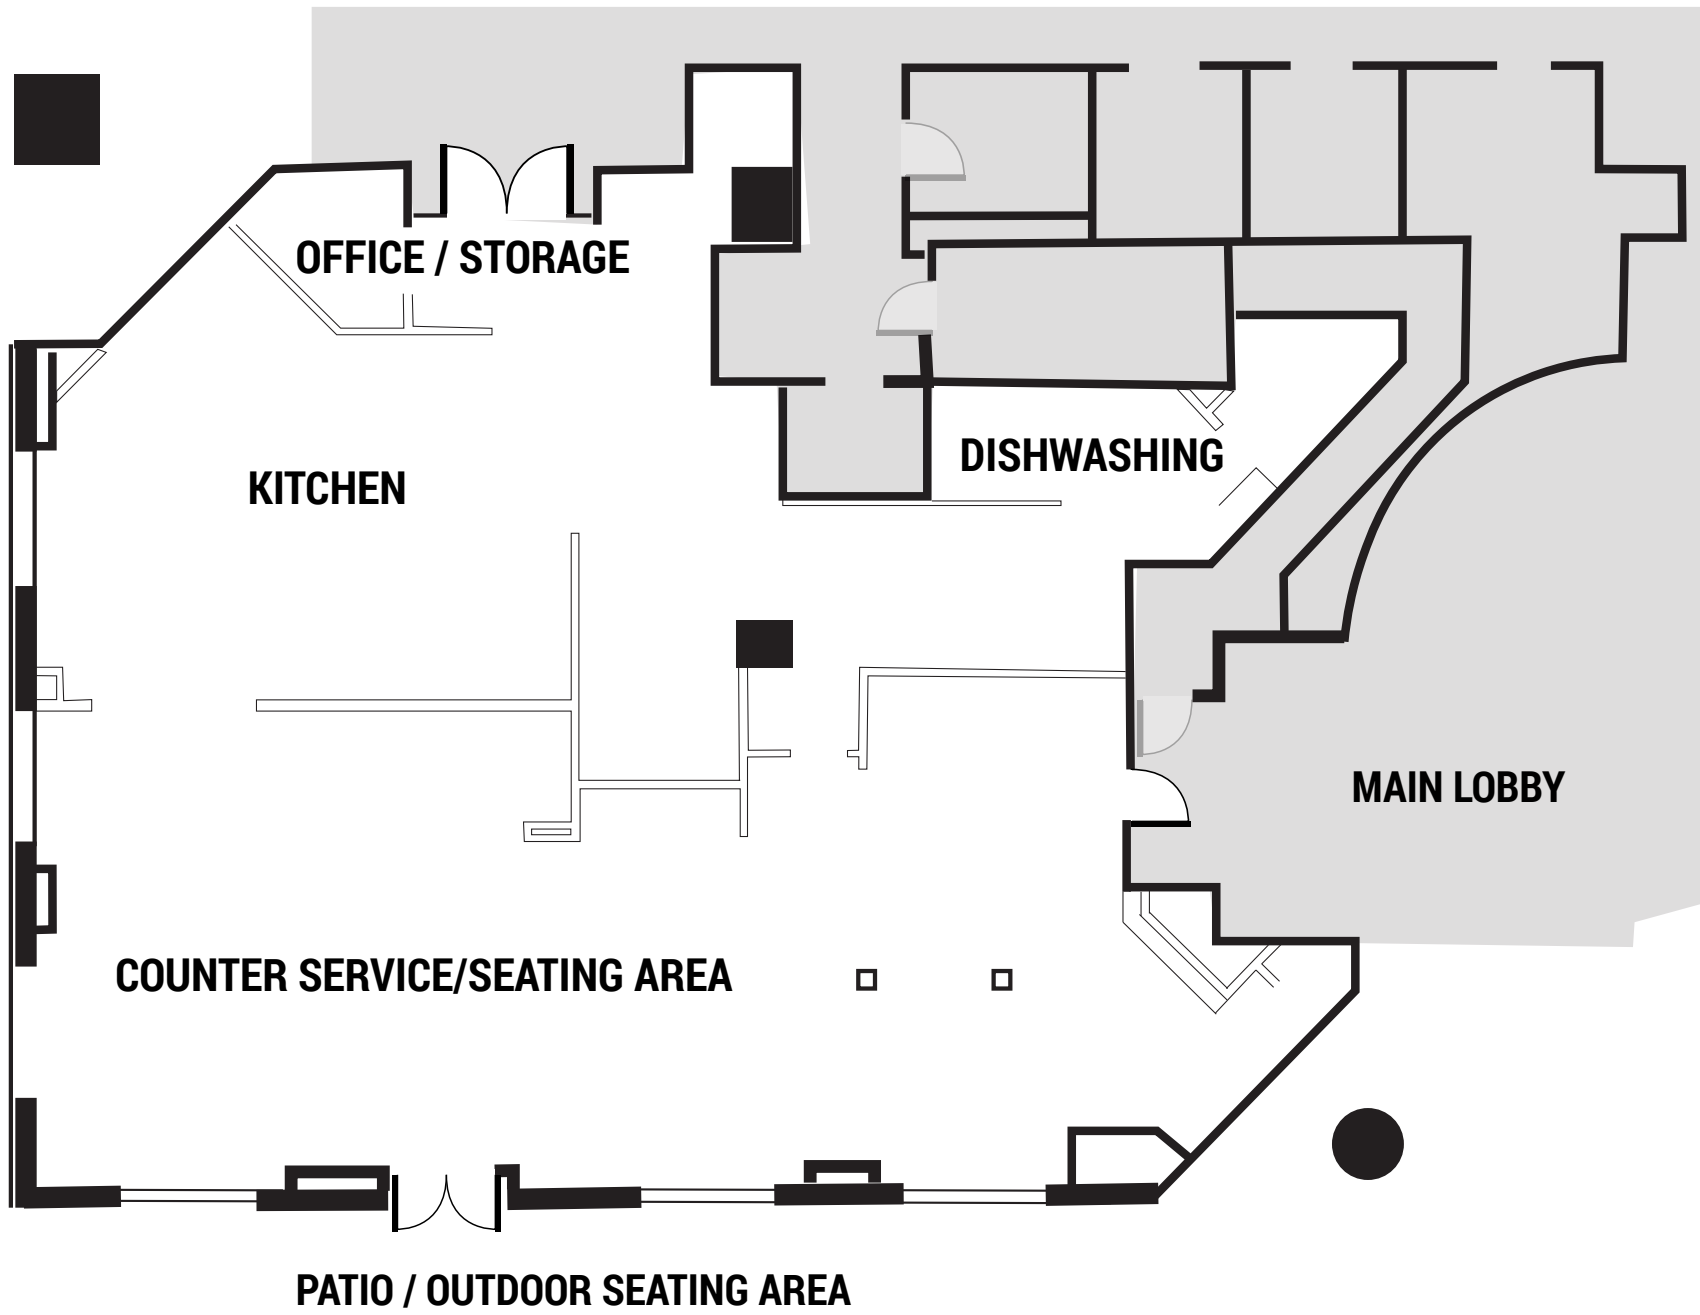 OFFICE / STORAGE
DISHWASHING
KITCHEN
MAIN LOBBY
COUNTER SERVICE/SEATING AREA
PATIO / OUTDOOR SEATING AREA